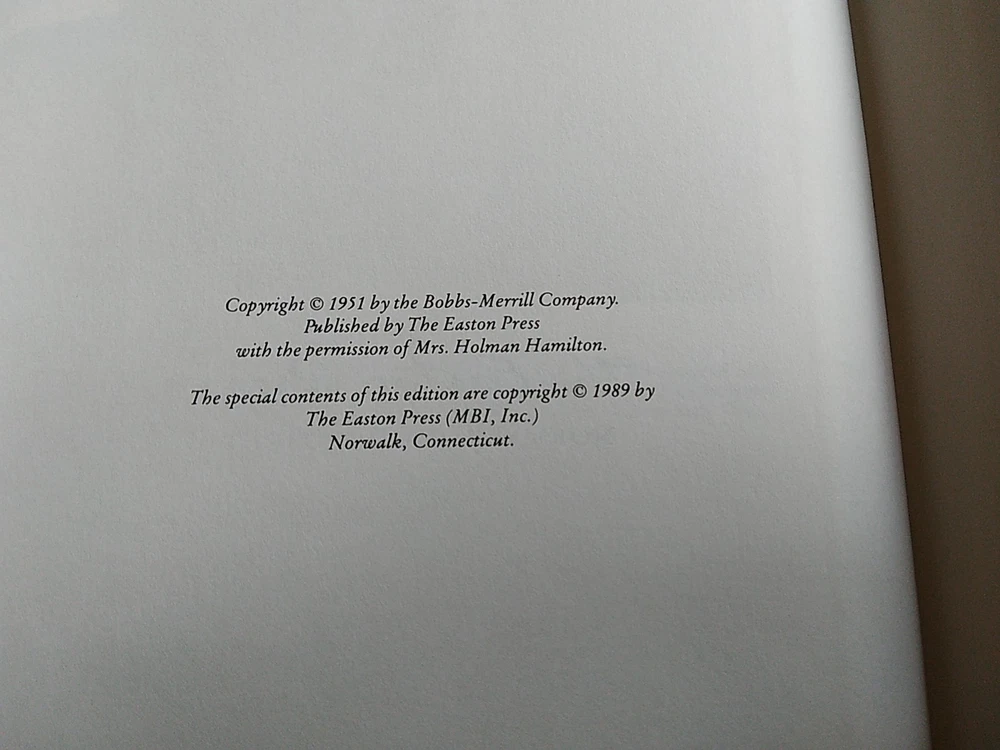 Copyright © 1951 by the Bobbs-Merrill Company.
Published by The Easton Press
with the permission of Mrs. Holman Hamilton.
The special contents of this edition are copyright © 1989 by
The Easton Press (MBI, Inc.)
Norwalk, Connecticut.